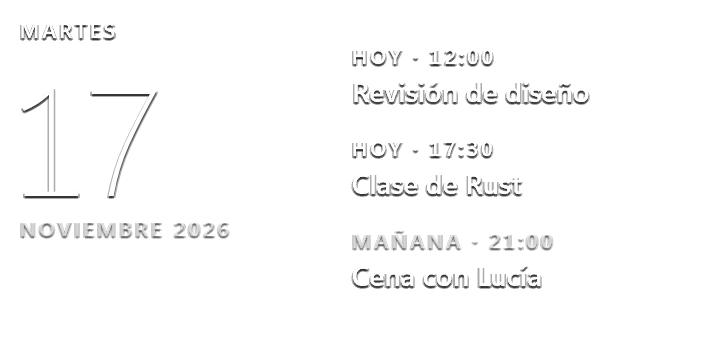 MARTES
17
NOVIEMBRE 2026
HOY · 12:00
Revisión de diseño
HOY · 17:30
Clase de Rust
MAÑANA · 21:00
Cena con Lucía